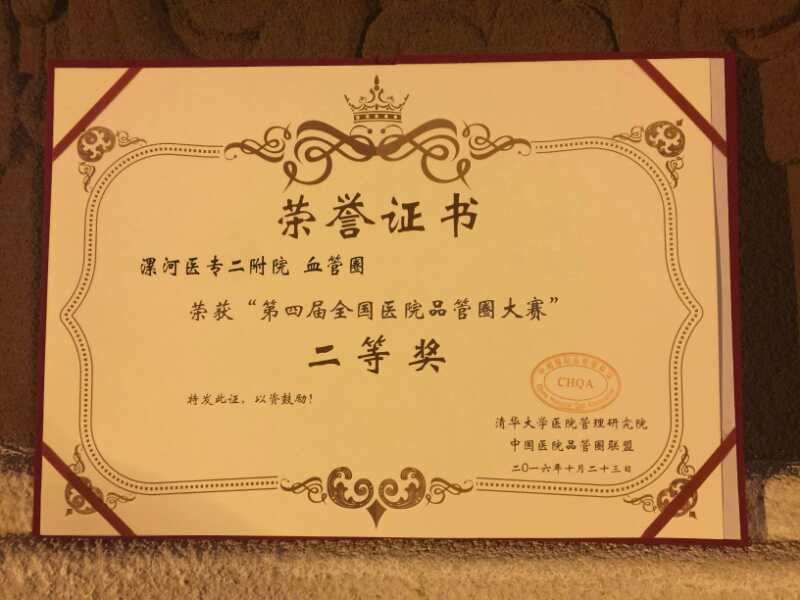 荣誉证书
漯河医专二附院 血管圈
荣获“第四届全国医院品管圈大赛”
二等奖
特发此证，以资鼓励！
CHQA
清华大学医院管理研究院
中国医院品管圈联盟
二〇一六年十月二十三日